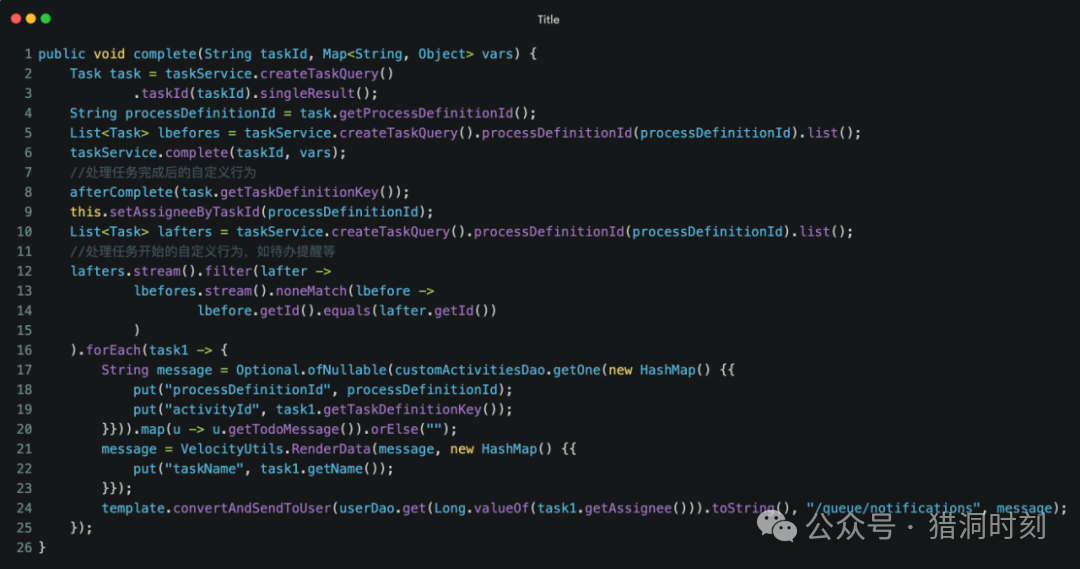 Title
1 public void complete(String taskId, Map<String, Object> vars) {
2     Task task = taskService.createTaskQuery()
3             .taskId(taskId).singleResult();
4     String processDefinitionId = task.getProcessDefinitionId();
5     List<Task> lbefores = taskService.createTaskQuery().processDefinitionId(processDefinitionId).list();
6     taskService.complete(taskId, vars);
7     //处理任务完成后的自定义行为
8     afterComplete(task.getTaskDefinitionKey());
9     this.setAssigneeByTaskId(processDefinitionId);
10     List<Task> lafters = taskService.createTaskQuery().processDefinitionId(processDefinitionId).list();
11     //处理任务开始的自定义行为，如待办提醒等
12     lafters.stream().filter(lafter ->
13             lbefores.stream().noneMatch(lbefore ->
14                     lbefore.getId().equals(lafter.getId())
15             )
16     ).forEach(task1 -> {
17         String message = Optional.ofNullable(customActivitiesDao.getOne(new HashMap() {{
18             put("processDefinitionId", processDefinitionId);
19             put("activityId", task1.getTaskDefinitionKey());
20         }})).map(u -> u.getTodoMessage()).orElse("");
21         message = VelocityUtils.RenderData(message, new HashMap() {{
22             put("taskName", task1.getName());
23         }});
24         template.convertAndSendToUser(userDao.get(Long.valueOf(task1.getAssignee())).toString(), "/queue/notifications", message);
25     });
26 }
公众号 · 猎洞时刻